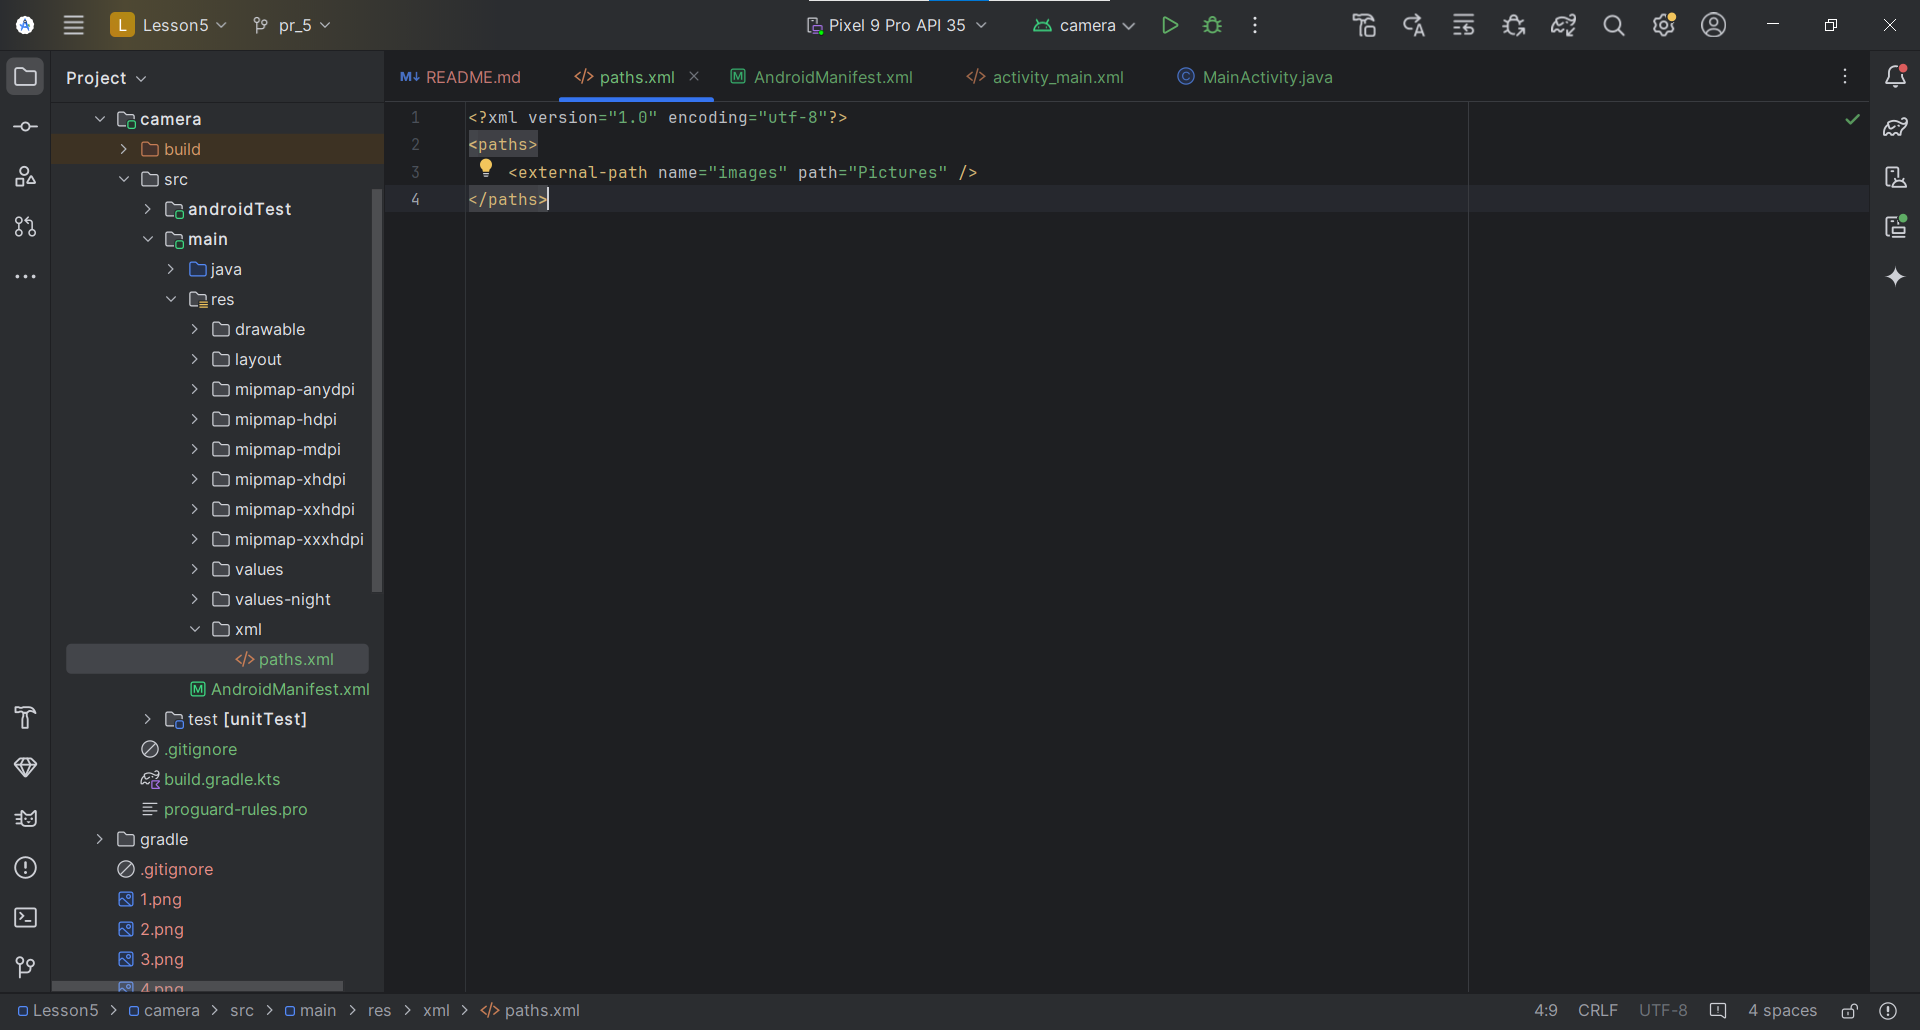 L Lesson5 pr_5 Pixel 9 Pro API 35 camera
Project
M↓ README.md </> paths.xml M AndroidManifest.xml </> activity_main.xml C MainActivity.java
camera
build
src
androidTest
main
java
res
drawable
layout
mipmap-anydpi
mipmap-hdpi
mipmap-mdpi
mipmap-xhdpi
mipmap-xxhdpi
mipmap-xxxhdpi
values
values-night
xml
</> paths.xml
M AndroidManifest.xml
test [unitTest]
.gitignore
build.gradle.kts
proguard-rules.pro
gradle
.gitignore
1.png
2.png
3.png
4.png
1 <?xml version="1.0" encoding="utf-8"?>
2 <paths>
3 <external-path name="images" path="Pictures" />
4 </paths>
Lesson5 > camera > src > main > res > xml > </> paths.xml
4:9 CRLF UTF-8 4 spaces